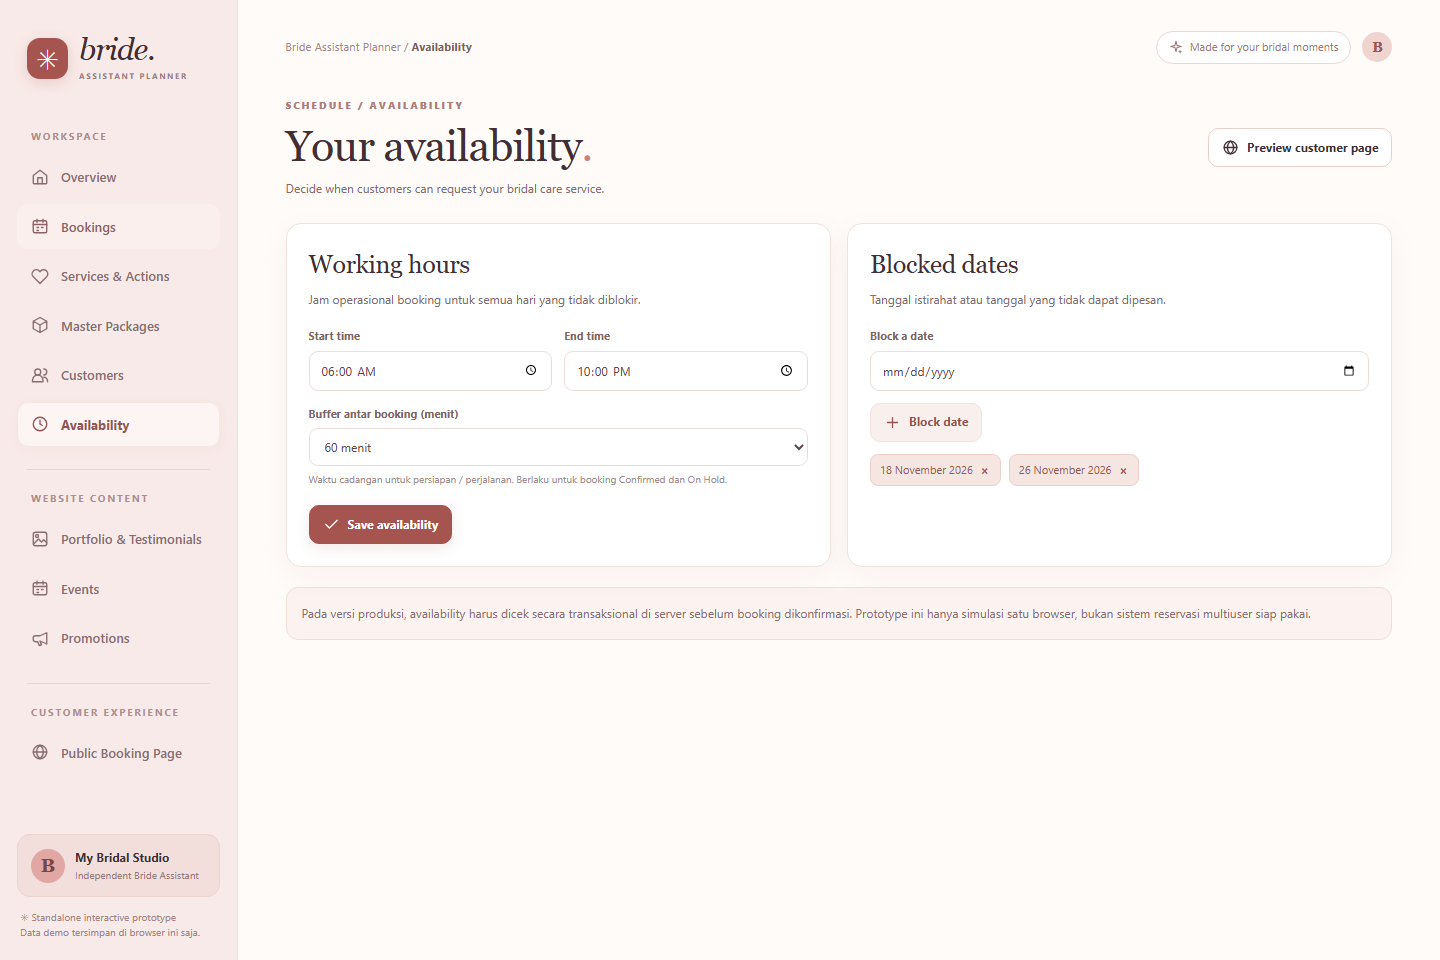 bride.
ASSISTANT PLANNER
WORKSPACE
Overview
Bookings
Services & Actions
Master Packages
Customers
Availability
WEBSITE CONTENT
Portfolio & Testimonials
Events
Promotions
CUSTOMER EXPERIENCE
Public Booking Page
B
My Bridal Studio
Independent Bride Assistant
✳ Standalone interactive prototype
Data demo tersimpan di browser ini saja.
Bride Assistant Planner / Availability
Made for your bridal moments
B
SCHEDULE / AVAILABILITY
Your availability.
Decide when customers can request your bridal care service.
Preview customer page
Working hours
Jam operasional booking untuk semua hari yang tidak diblokir.
Start time
End time
06:00 AM
10:00 PM
Buffer antar booking (menit)
60 menit
Waktu cadangan untuk persiapan / perjalanan. Berlaku untuk booking Confirmed dan On Hold.
Save availability
Blocked dates
Tanggal istirahat atau tanggal yang tidak dapat dipesan.
Block a date
mm/dd/yyyy
Block date
18 November 2026 ×
26 November 2026 ×
Pada versi produksi, availability harus dicek secara transaksional di server sebelum booking dikonfirmasi. Prototype ini hanya simulasi satu browser, bukan sistem reservasi multiuser siap pakai.